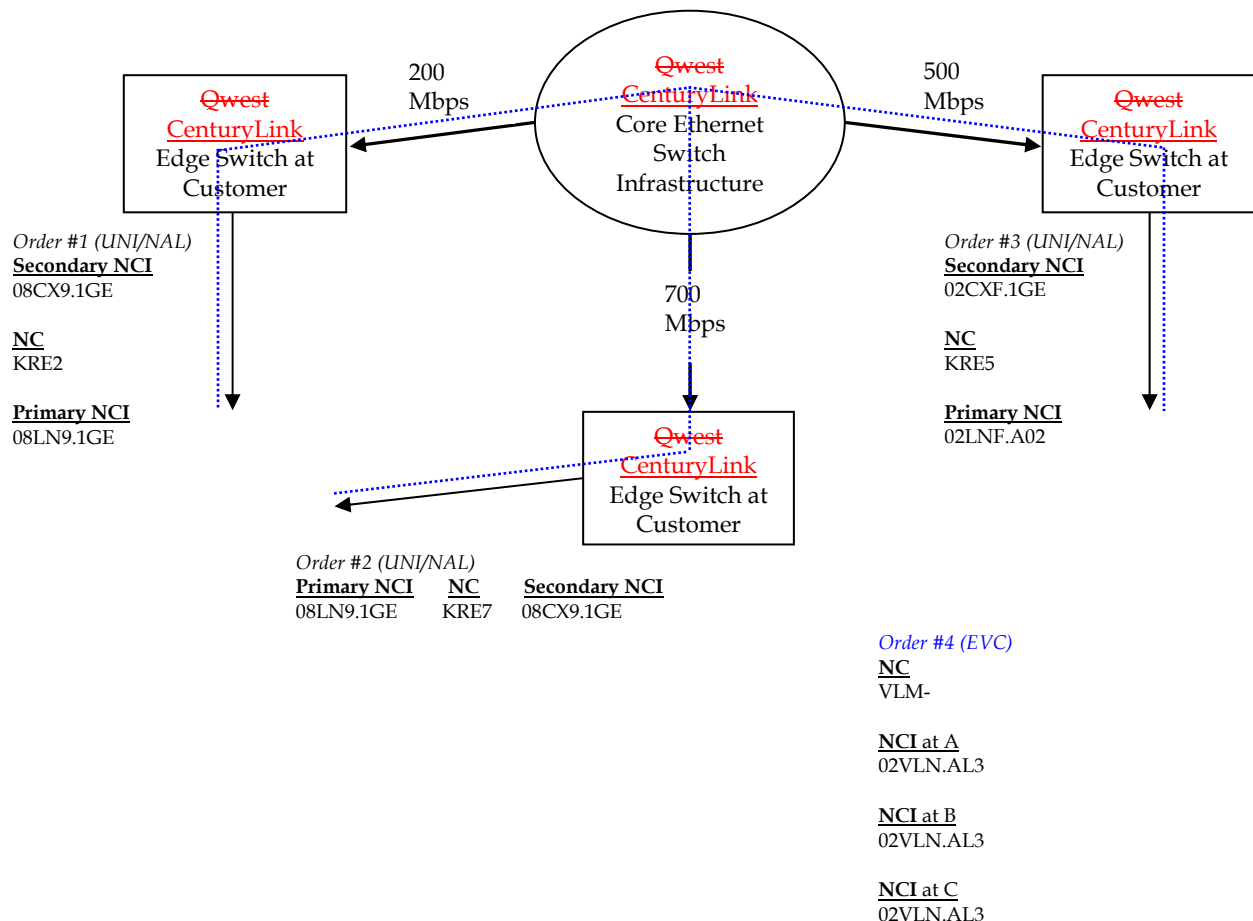 200
Mbps
Qwest
CenturyLink
Core Ethernet
Switch
Infrastructure
500
Mbps
Qwest
CenturyLink
Edge Switch at
Customer
Qwest
CenturyLink
Edge Switch at
Customer
Order #1 (UNI/NAL)
Secondary NCI
08CX9.1GE
NC
KRE2
Primary NCI
08LN9.1GE
Order #3 (UNI/NAL)
Secondary NCI
02CXF.1GE
NC
KRE5
Primary NCI
02LNF.A02
700
Mbps
Qwest
CenturyLink
Edge Switch at
Customer
Order #2 (UNI/NAL)
Primary NCI NC Secondary NCI
08LN9.1GE KRE7 08CX9.1GE
Order #4 (EVC)
NC
VLM-
NCI at A
02VLN.AL3
NCI at B
02VLN.AL3
NCI at C
02VLN.AL3